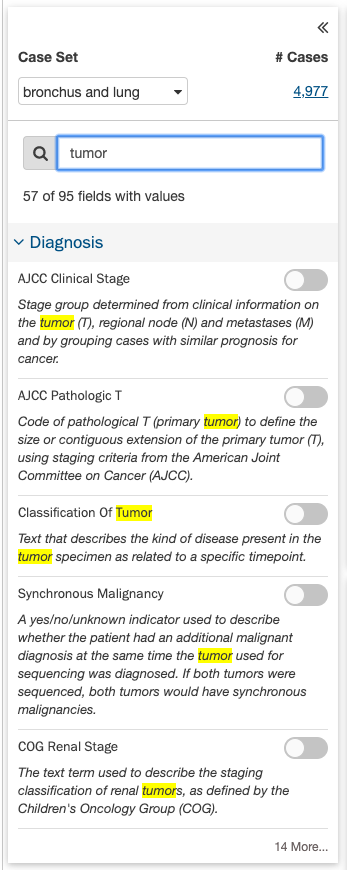 «
Case Set # Cases
bronchus and lung 4,977
tumor
57 of 95 fields with values
Diagnosis
AJCC Clinical Stage
Stage group determined from clinical information on
the tumor (T), regional node (N) and metastases (M)
and by grouping cases with similar prognosis for
cancer.
AJCC Pathologic T
Code of pathological T (primary tumor) to define the
size or contiguous extension of the primary tumor (T),
using staging criteria from the American Joint
Committee on Cancer (AJCC).
Classification Of Tumor
Text that describes the kind of disease present in the
tumor specimen as related to a specific timepoint.
Synchronous Malignancy
A yes/no/unknown indicator used to describe
whether the patient had an additional malignant
diagnosis at the same time the tumor used for
sequencing was diagnosed. If both tumors were
sequenced, both tumors would have synchronous
malignancies.
COG Renal Stage
The text term used to describe the staging
classification of renal tumors, as defined by the
Children's Oncology Group (COG).
14 More...